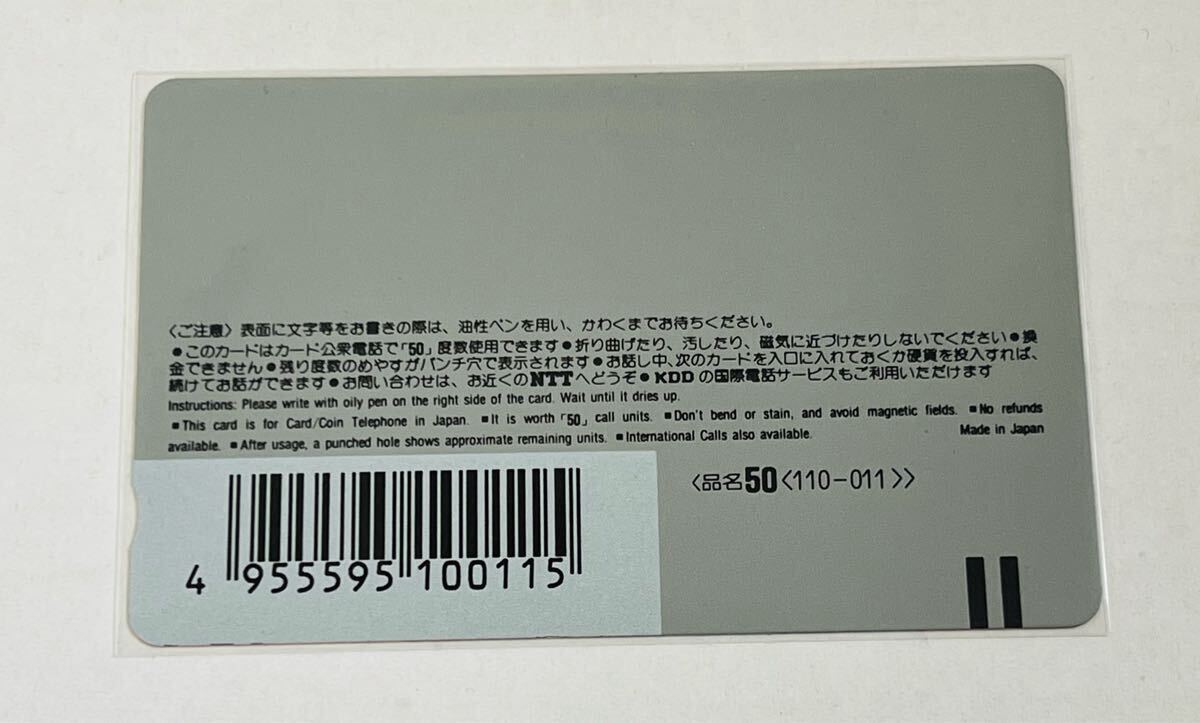 〈ご注意〉表面に文字等をお書きの際は、油性ペンを用い、かわくまでお待ちください。
●このカードはカード公衆電話で「50」度数使用できます●折り曲げたり、汚したり、磁気に近づけたりしないでください●換
金できません●残り度数のめやすがパンチ穴で表示されます●お話し中、次のカードを入口に入れておくか硬貨を投入すれば、
続けてお話ができます●お問い合わせは、お近くのNTTへどうぞ●KDDの国際電話サービスもご利用いただけます
Instructions: Please write with oily pen on the right side of the card. Wait until it dries up.
■This card is for Card/Coin Telephone in Japan. ■It is worth「50」call units. ■Don't bend or stain, and avoid magnetic fields. ■No refunds
available. ■After usage, a punched hole shows approximate remaining units. ■International Calls also available. Made in Japan
〈品名50〈110-011〉〉
4 955595 100115